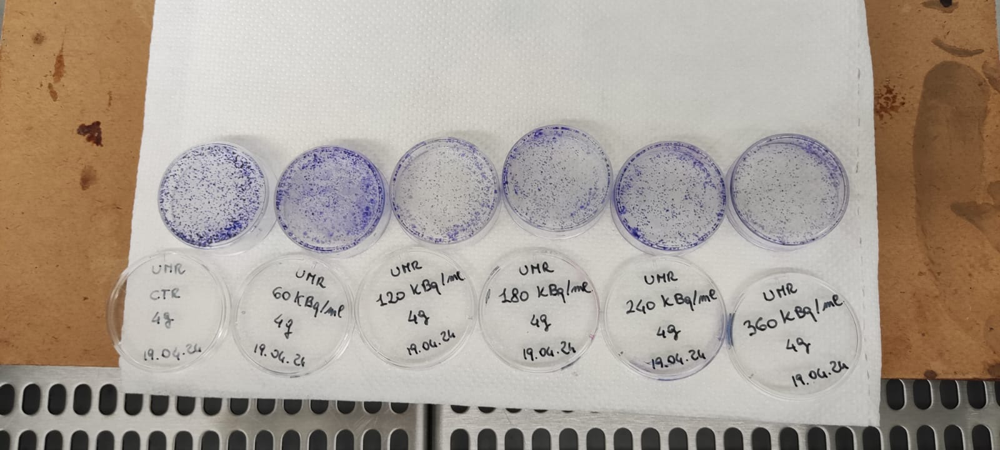 UMR
CTR
4g
19.04.24
UMR
60 KBq/ml
4g
19.04.24
UMR
120 KBq/ml
4g
19.04.24
UMR
180 KBq/ml
4g
19.04.24
UMR
240 KBq/ml
4g
19.04.24
UMR
360 KBq/ml
4g
19.04.24